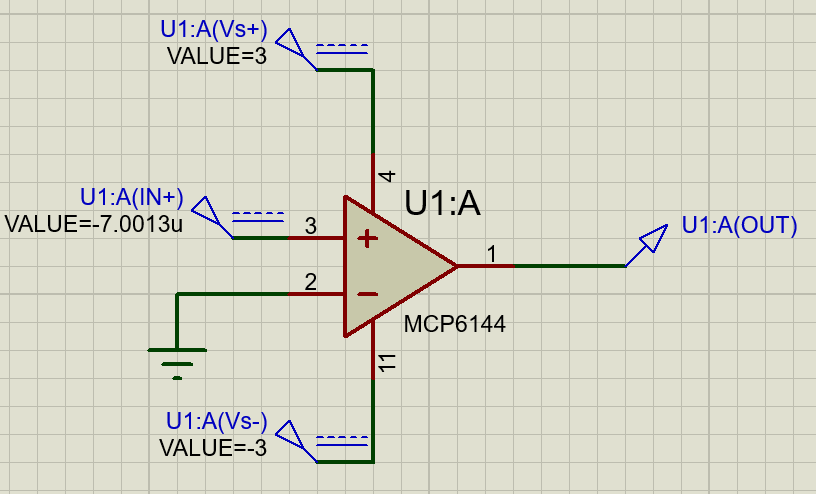 U1:A(Vs+)
VALUE=3
4
U1:A
U1:A(IN+)
VALUE=-7.0013u
3
+
1
U1:A(OUT)
2
−
MCP6144
11
U1:A(Vs-)
VALUE=-3